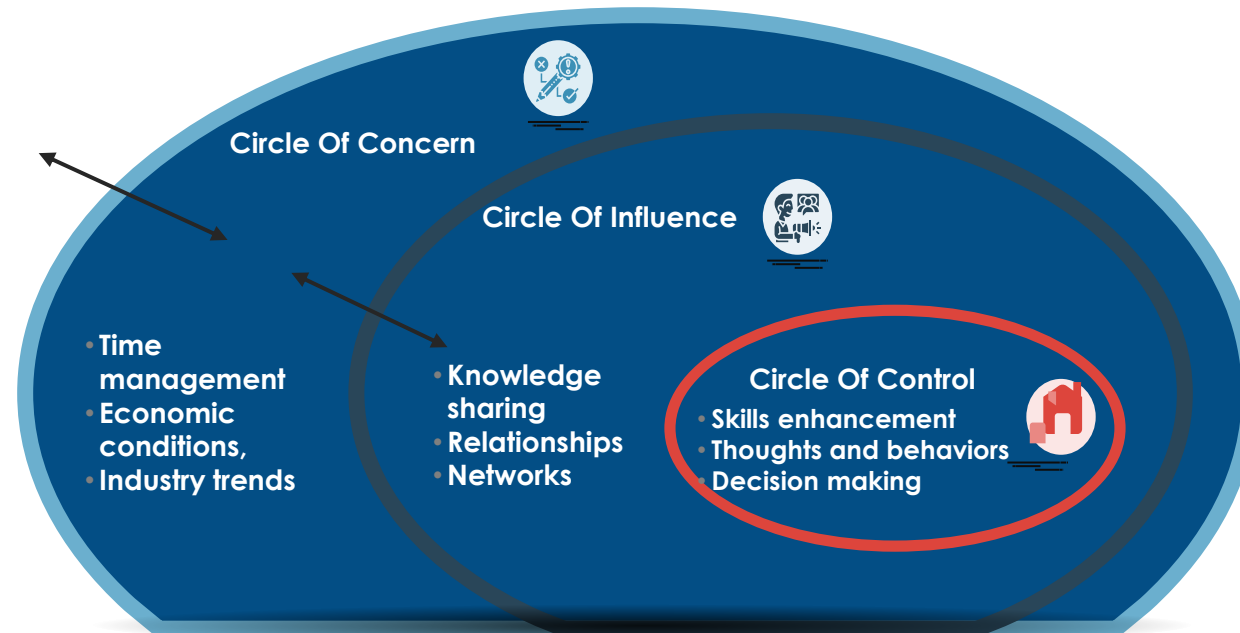 Circle Of Concern
Circle Of Influence
• Time
management
• Economic
conditions,
• Industry trends
• Knowledge
sharing
• Relationships
• Networks
Circle Of Control
• Skills enhancement
• Thoughts and behaviors
• Decision making